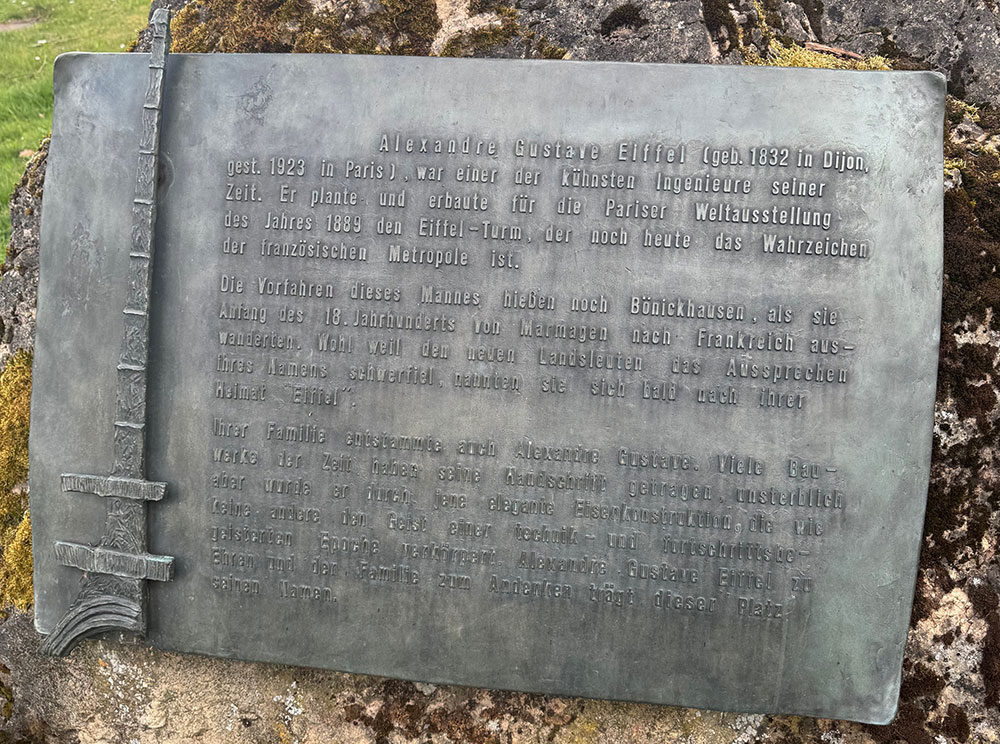 Alexandre Gustave Eiffel (geb. 1832 in Dijon,
gest. 1923 in Paris), war einer der kühnsten Ingenieure seiner
Zeit. Er plante und erbaute für die Pariser Weltausstellung
des Jahres 1889 den Eiffel-Turm, der noch heute das Wahrzeichen
der französischen Metropole ist.
Die Vorfahren dieses Mannes hießen noch Bönickhausen, als sie
Anfang des 18. Jahrhunderts von Marmagen nach Frankreich aus-
wanderten. Wohl weil den neuen Landsleuten das Aussprechen
ihres Namens schwerfiel, nannten sie sich bald nach ihrer
Heimat "Eiffel".
Ihrer Familie entstammte auch Alexandre Gustave. Viele Bau-
werke der Zeit haben seine Handschrift getragen, unsterblich
aber wurde er durch jene elegante Eisenkonstruktion, die wie
keine andere den Geist einer technik- und fortschrittsbe-
geisterten Epoche verkörpert. Alexandre Gustave Eiffel zu
Ehren und der Familie zum Andenken trägt dieser Platz
seinen Namen.